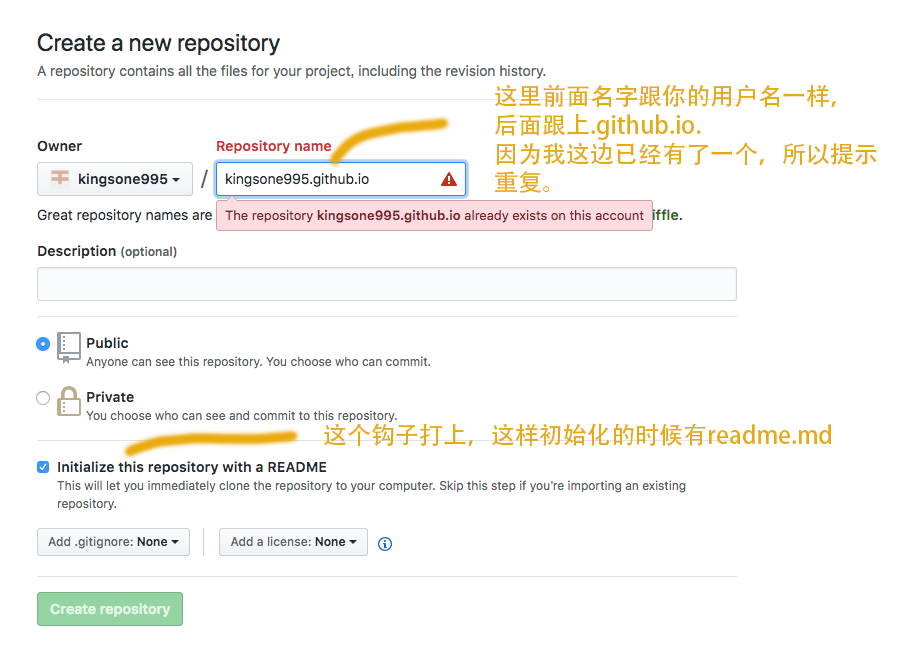 Create a new repository
A repository contains all the files for your project, including the revision history.
这里前面名字跟你的用户名一样,
后面跟上.github.io.
因为我这边已经有了一个，所以提示
重复。
Owner
Repository name
kingsone995
/
kingsone995.github.io
Great repository names are
The repository kingsone995.github.io already exists on this account
iffle.
Description (optional)
Public
Anyone can see this repository. You choose who can commit.
Private
You choose who can see and commit to this repository.
这个钩子打上，这样初始化的时候有readme.md
Initialize this repository with a README
This will let you immediately clone the repository to your computer. Skip this step if you're importing an existing
repository.
Add .gitignore: None
Add a license: None
Create repository